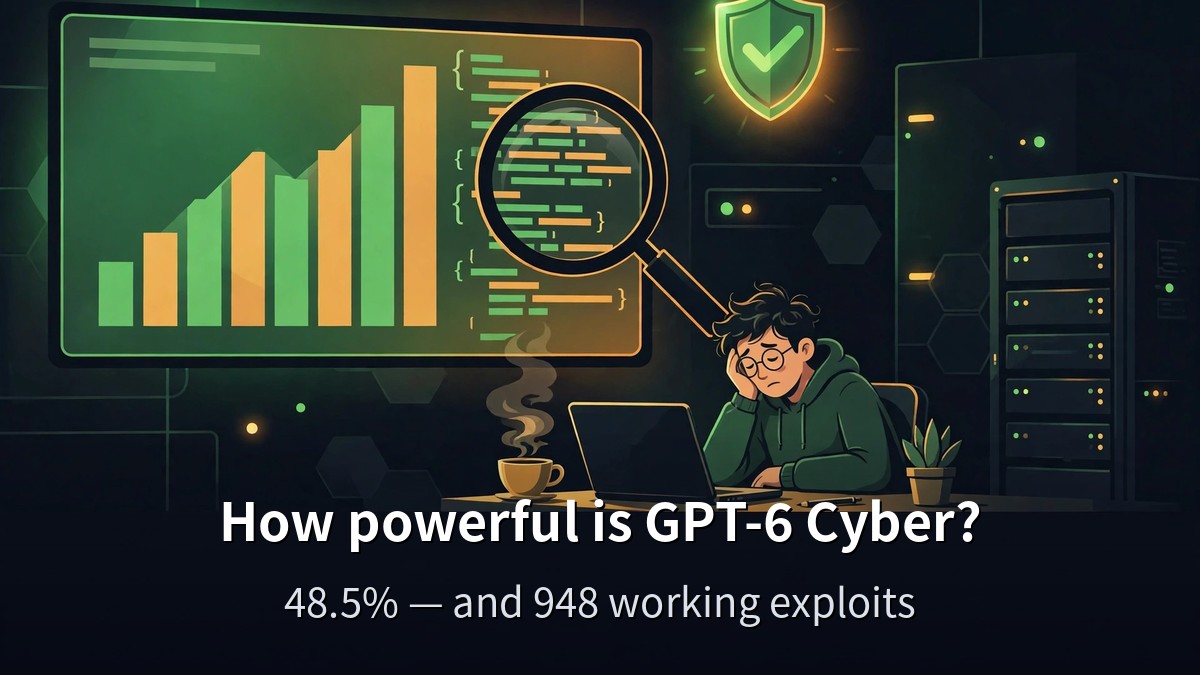 How powerful is GPT-6 Cyber?
48.5% — and 948 working exploits